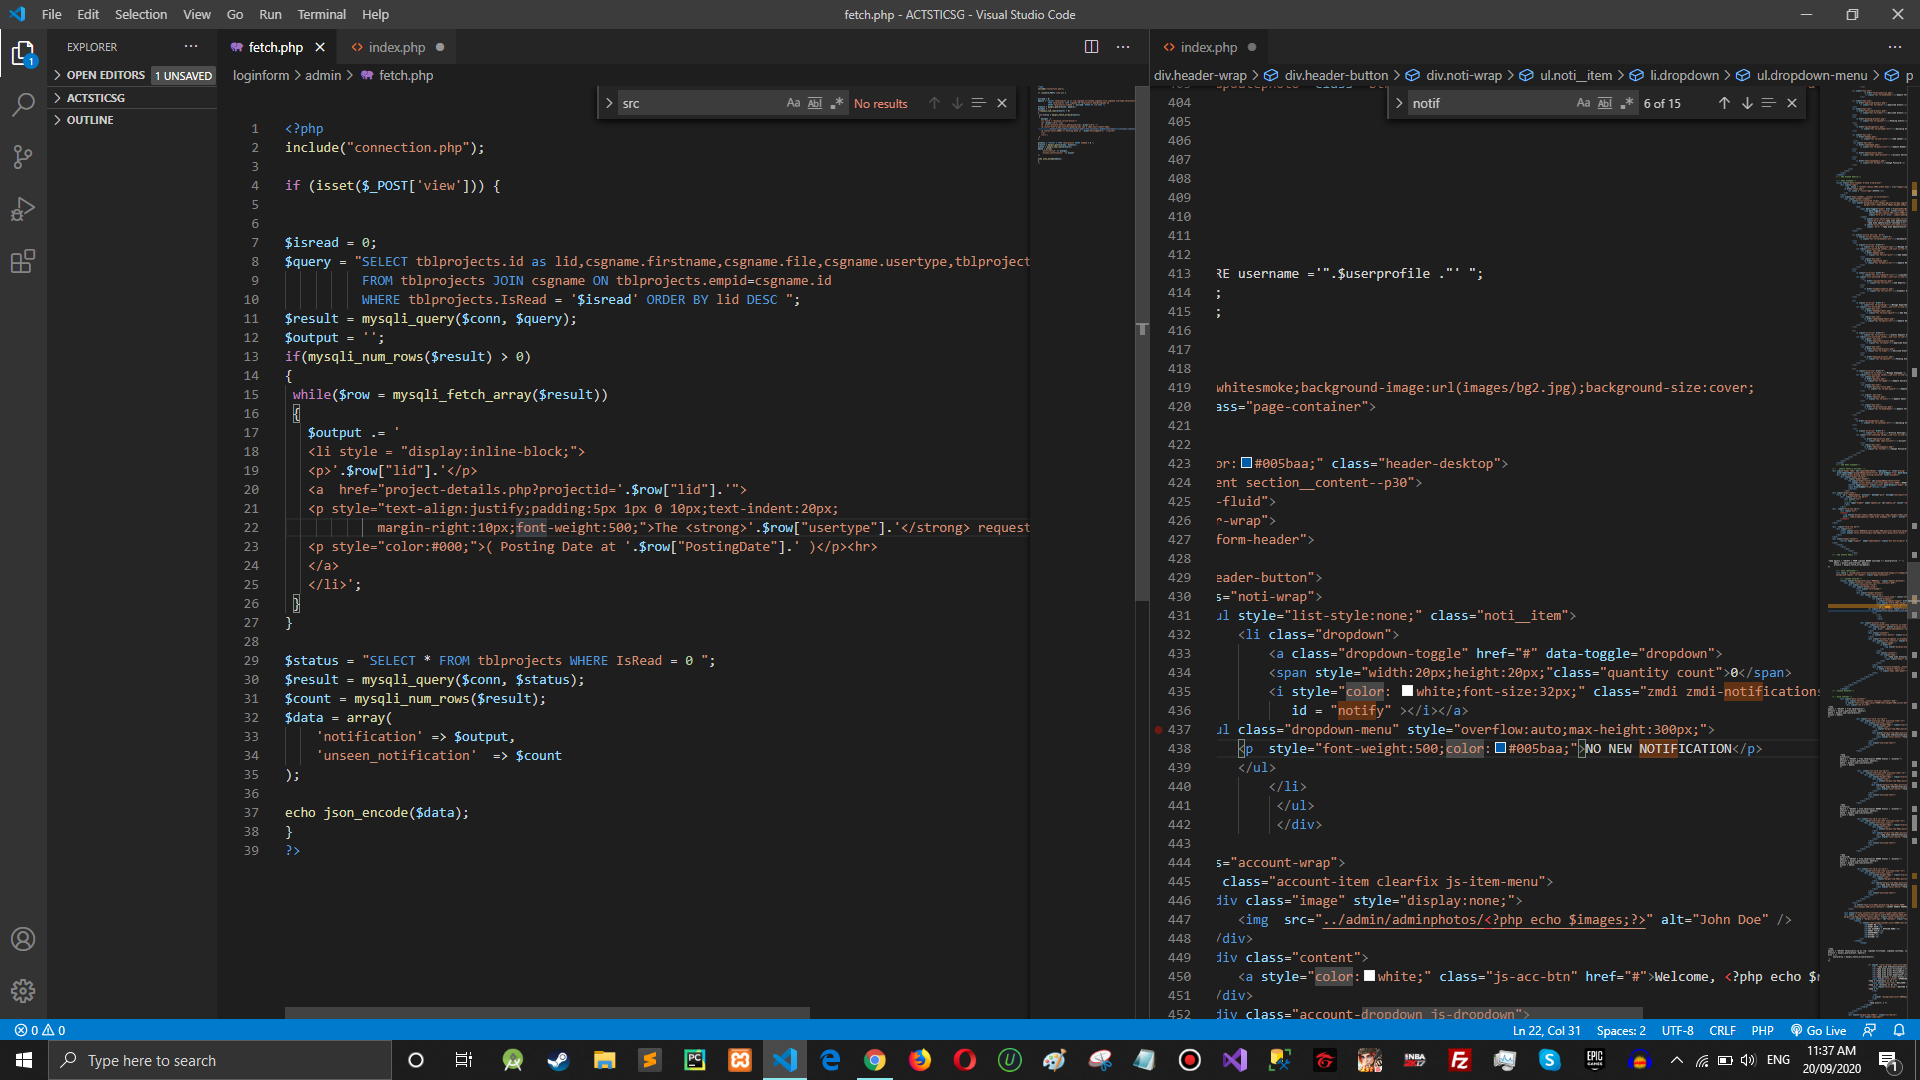 File Edit Selection View Go Run Terminal Help
fetch.php - ACTSTICSG - Visual Studio Code
EXPLORER
OPEN EDITORS 1 UNSAVED
ACTSTICSG
OUTLINE
1
fetch.php
index.php
loginform > admin > fetch.php
src Aa Abl .* No results
1 <?php
2 include("connection.php");
3
4 if (isset($_POST['view'])) {
5
6
7 $isread = 0;
8 $query = "SELECT tblprojects.id as lid,csgname.firstname,csgname.file,csgname.usertype,tblproject
9 FROM tblprojects JOIN csgname ON tblprojects.empid=csgname.id
10 WHERE tblprojects.IsRead = '$isread' ORDER BY lid DESC ";
11 $result = mysqli_query($conn, $query);
12 $output = '';
13 if(mysqli_num_rows($result) > 0)
14 {
15 while($row = mysqli_fetch_array($result))
16 {
17 $output .= '
18 <li style = "display:inline-block;">
19 <p>'.$row["lid"].'</p>
20 <a  href="project-details.php?projectid='.$row["lid"].'">
21 <p style="text-align:justify;padding:5px 1px 0 10px;text-indent:20px;
22 margin-right:10px;font-weight:500;">The <strong>'.$row["usertype"].'</strong> request
23 <p style="color:#000;">( Posting Date at '.$row["PostingDate"].' )</p><hr>
24 </a>
25 </li>';
26 }
27 }
28
29 $status = "SELECT * FROM tblprojects WHERE IsRead = 0 ";
30 $result = mysqli_query($conn, $status);
31 $count = mysqli_num_rows($result);
32 $data = array(
33 'notification' => $output,
34 'unseen_notification'  => $count
35 );
36
37 echo json_encode($data);
38 }
39 ?>
index.php
div.header-wrap > div.header-button > div.noti-wrap > ul.noti__item > li.dropdown > ul.dropdown-menu > p
notif Aa Abl .* 6 of 15
404
405
406
407
408
409
410
411
412
413 RE username ='".$userprofile ."' ";
414 ;
415 ;
416
417
418
419 whitesmoke;background-image:url(images/bg2.jpg);background-size:cover;
420 ass="page-container">
421
422
423 or:#005baa;" class="header-desktop">
424 ent section__content--p30">
425 -fluid">
426 r-wrap">
427 form-header">
428
429 eader-button">
430 s="noti-wrap">
431 ul style="list-style:none;" class="noti__item">
432 <li class="dropdown">
433 <a class="dropdown-toggle" href="#" data-toggle="dropdown">
434 <span style="width:20px;height:20px;"class="quantity count">0</span>
435 <i style="color: white;font-size:32px;" class="zmdi zmdi-notifications
436 id = "notify" ></i></a>
437 ul class="dropdown-menu" style="overflow:auto;max-height:300px;">
438 <p  style="font-weight:500;color:#005baa;">NO NEW NOTIFICATION</p>
439 </ul>
440 </li>
441 </ul>
442 </div>
443
444 s="account-wrap">
445 class="account-item clearfix js-item-menu">
446 div class="image" style="display:none;">
447 <img  src="../admin/adminphotos/<?php echo $images;?>" alt="John Doe" />
448 /div>
449 div class="content">
450 <a style="color:white;" class="js-acc-btn" href="#">Welcome, <?php echo $
451 /div>
452 div class="account-dropdown js-dropdown">
0 0
Ln 22, Col 31 Spaces: 2 UTF-8 CRLF PHP Go Live
Type here to search
ENG
11:37 AM
20/09/2020
1